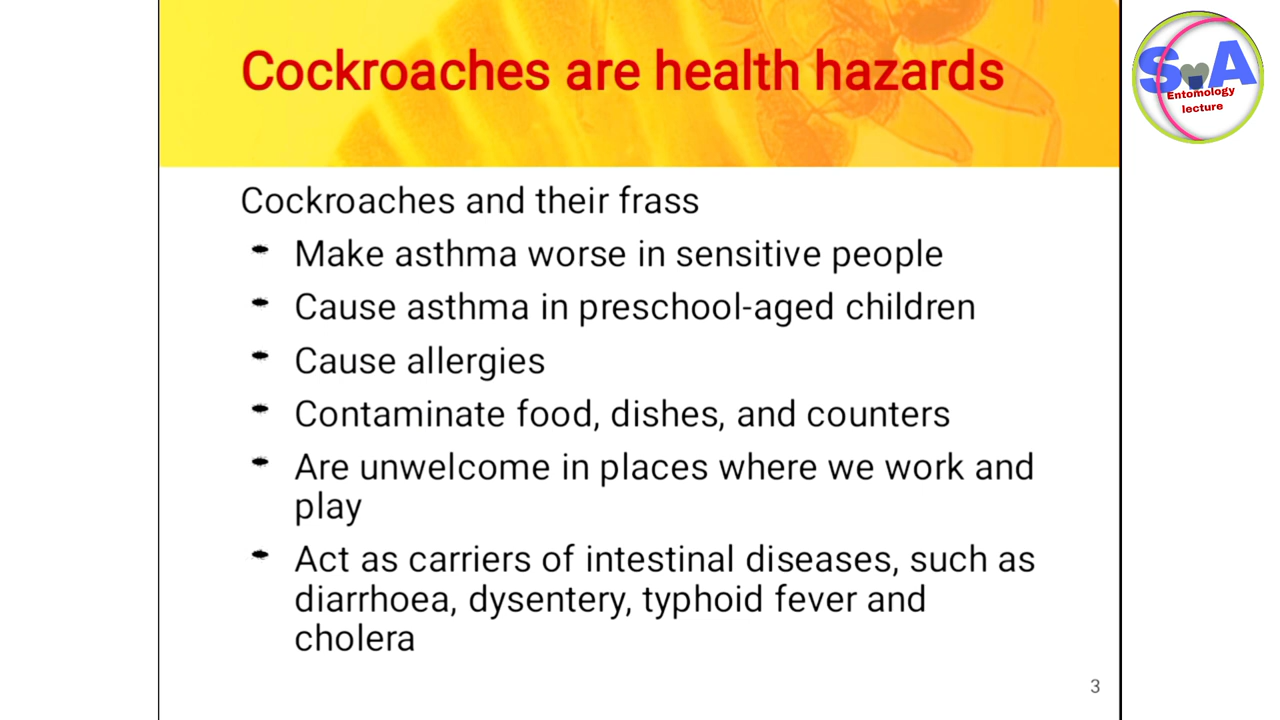 Cockroaches are health hazards
S A
Entomology
lecture
Cockroaches and their frass
Make asthma worse in sensitive people
Cause asthma in preschool-aged children
Cause allergies
Contaminate food, dishes, and counters
Are unwelcome in places where we work and
play
Act as carriers of intestinal diseases, such as
diarrhoea, dysentery, typhoid fever and
cholera
3